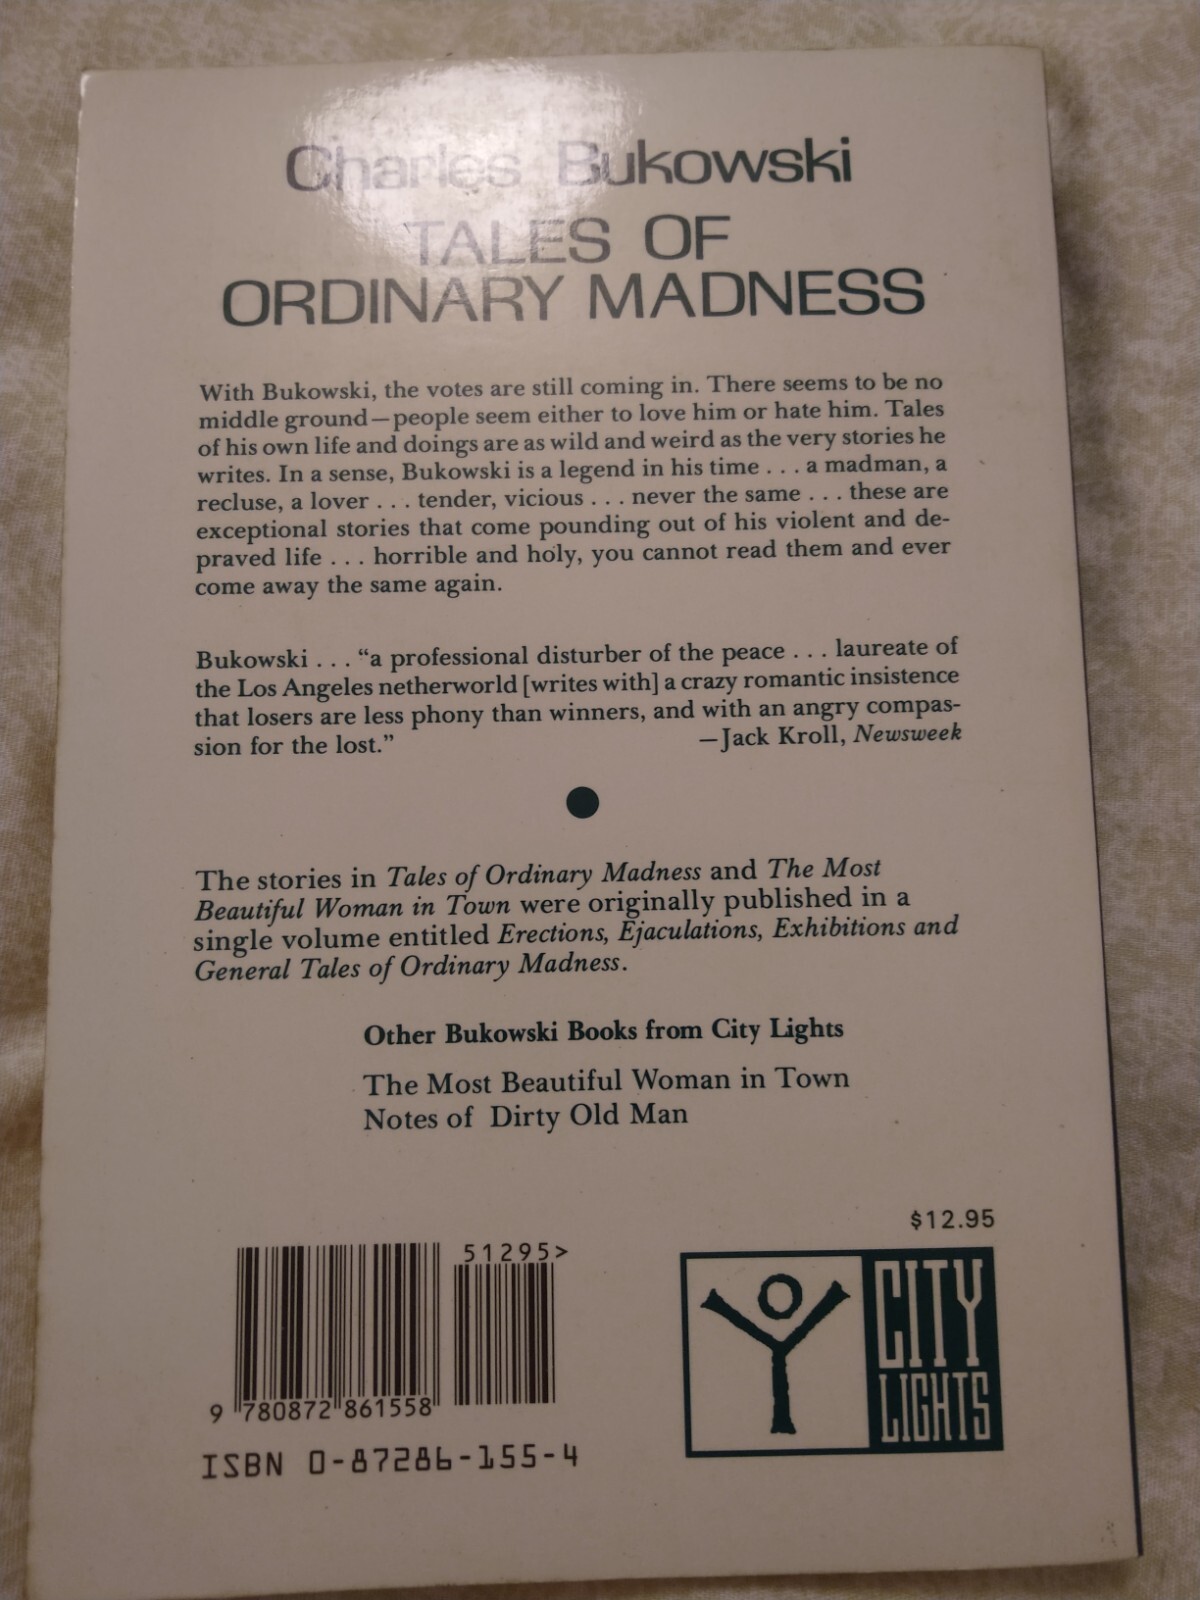 Charles Bukowski
TALES OF
ORDINARY MADNESS
With Bukowski, the votes are still coming in. There seems to be no
middle ground—people seem either to love him or hate him. Tales
of his own life and doings are as wild and weird as the very stories he
writes. In a sense, Bukowski is a legend in his time . . . a madman, a
recluse, a lover . . . tender, vicious . . . never the same . . . these are
exceptional stories that come pounding out of his violent and de-
praved life . . . horrible and holy, you cannot read them and ever
come away the same again.
Bukowski . . . “a professional disturber of the peace . . . laureate of
the Los Angeles netherworld [writes with] a crazy romantic insistence
that losers are less phony than winners, and with an angry compas-
sion for the lost.” —Jack Kroll, Newsweek
The stories in Tales of Ordinary Madness and The Most
Beautiful Woman in Town were originally published in a
single volume entitled Erections, Ejaculations, Exhibitions and
General Tales of Ordinary Madness.
Other Bukowski Books from City Lights
The Most Beautiful Woman in Town
Notes of Dirty Old Man
$12.95
51295>
9 780872 861558
ISBN 0-87286-155-4
CITY
LIGHTS